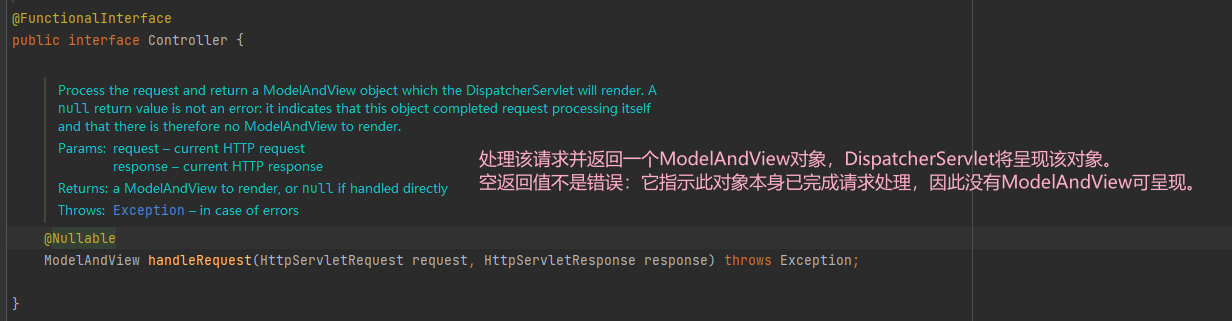 @FunctionalInterface
public interface Controller {
Process the request and return a ModelAndView object which the DispatcherServlet will render. A
null return value is not an error: it indicates that this object completed request processing itself
and that there is therefore no ModelAndView to render.
Params: request – current HTTP request
response – current HTTP response
Returns: a ModelAndView to render, or null if handled directly
Throws: Exception – in case of errors
处理该请求并返回一个ModelAndView对象，DispatcherServlet将呈现该对象。
空返回值不是错误：它指示此对象本身已完成请求处理，因此没有ModelAndView可呈现。
@Nullable
ModelAndView handleRequest(HttpServletRequest request, HttpServletResponse response) throws Exception;
}